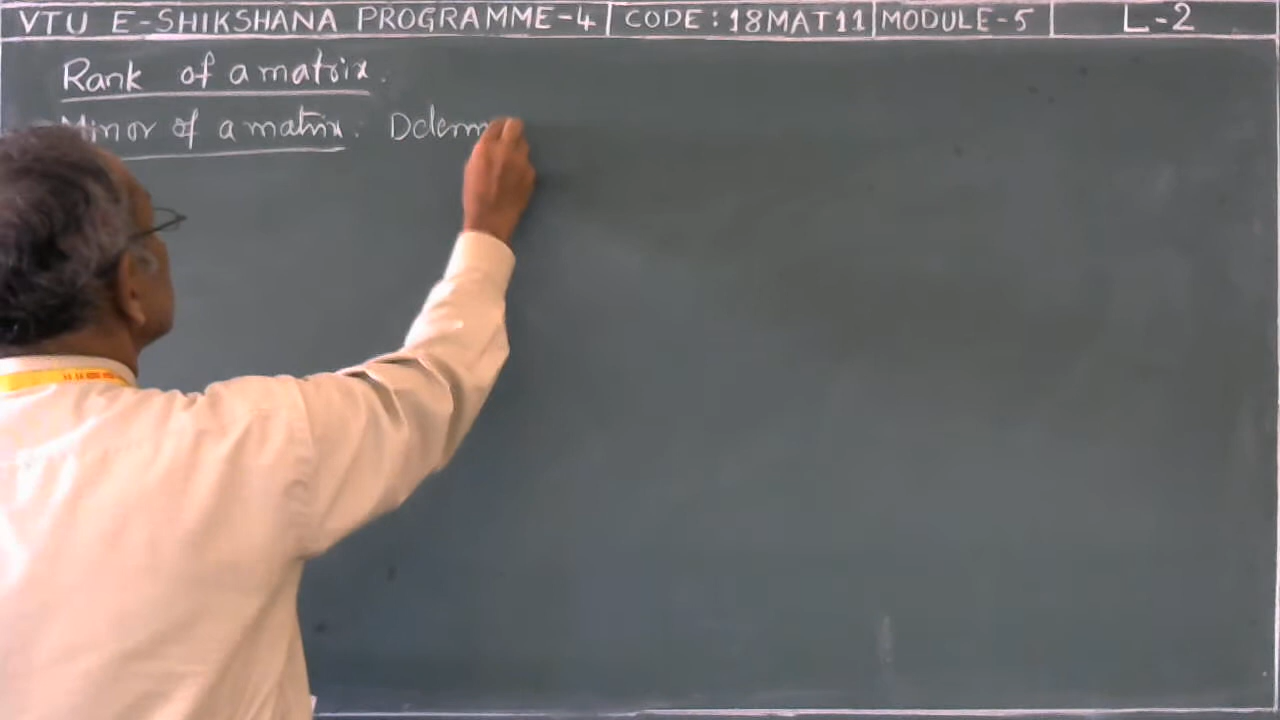 VTU E-SHIKSHANA PROGRAMME-4 | CODE: 18MAT11 | MODULE-5 | L-2
Rank of a matrix.
Minor of a matrix. Determ